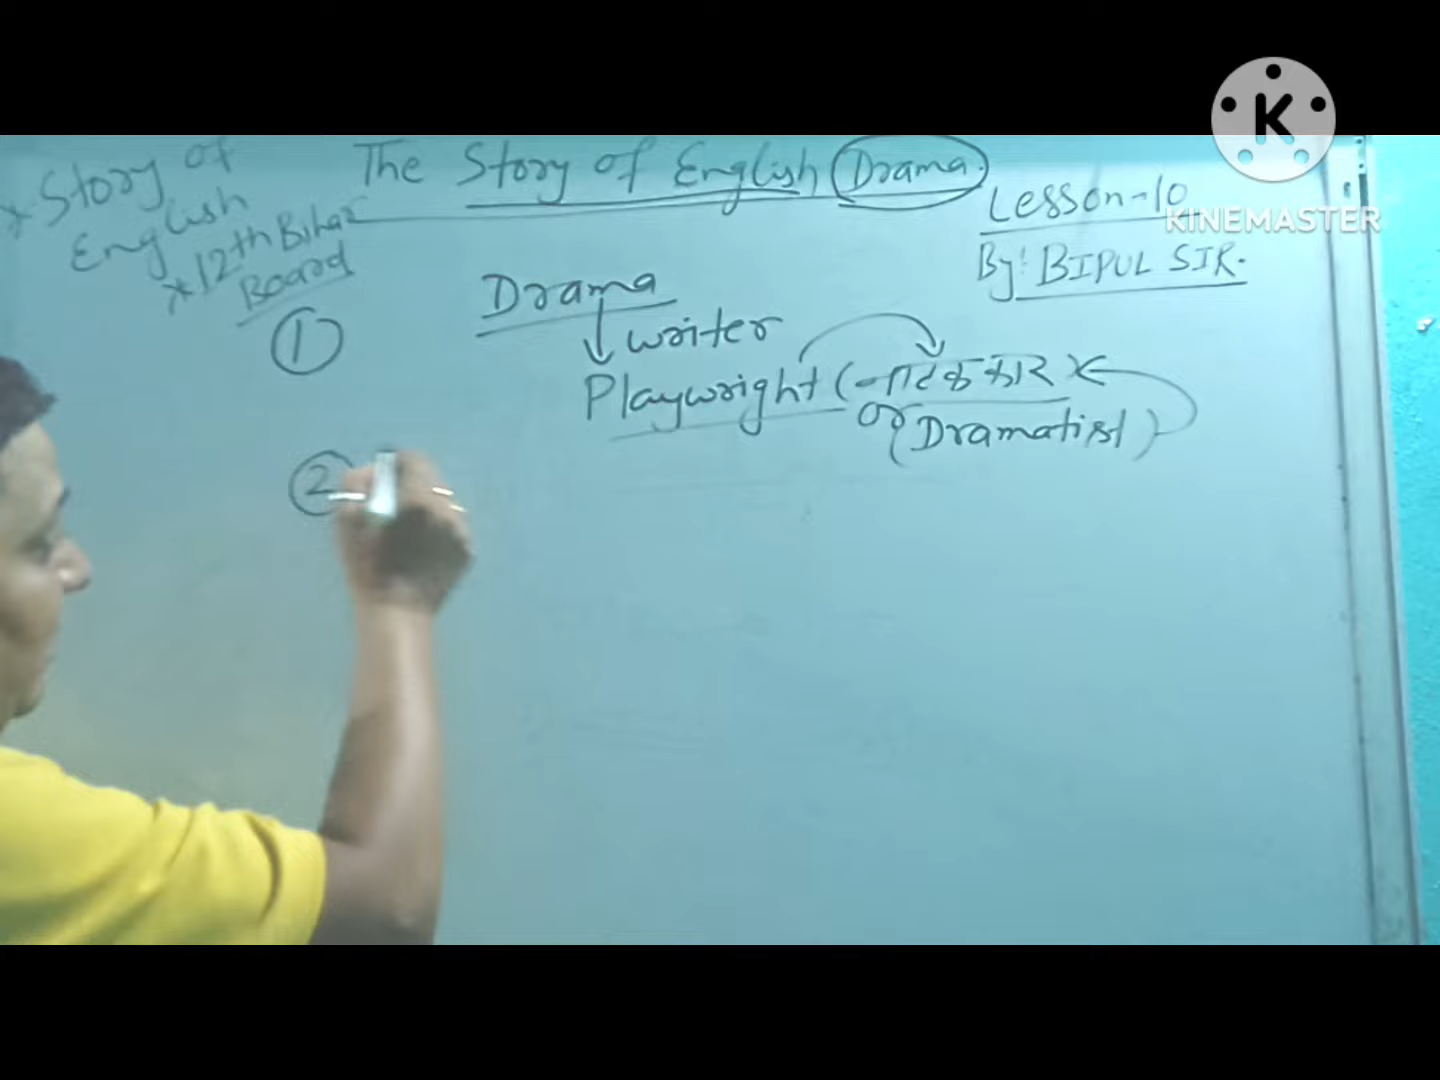 The Story of English Drama.
* Story of
English
* 12th Bihar
Board
Lesson-10
By: BIPUL SIR.
K
KINEMASTER
① Drama
↓ writer
Playwright (नाटककार)
or (Dramatist)
②